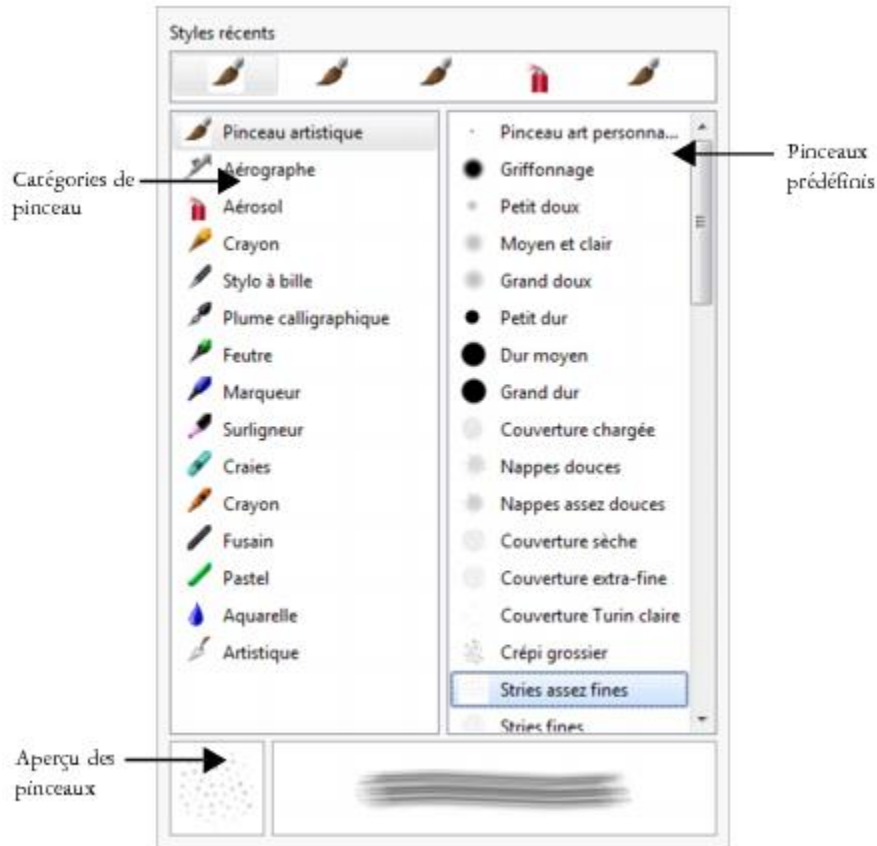 Styles récents
Pinceau artistique
Aérographe
Aérosol
Crayon
Stylo à bille
Plume calligraphique
Feutre
Marqueur
Surligneur
Craies
Crayon
Fusain
Pastel
Aquarelle
Artistique
Pinceau art personna...
Griffonnage
Petit doux
Moyen et clair
Grand doux
Petit dur
Dur moyen
Grand dur
Couverture chargée
Nappes douces
Nappes assez douces
Couverture sèche
Couverture extra-fine
Couverture Turin claire
Crépi grossier
Stries assez fines
Stries fines
Catégories de
pinceau
Pinceaux
prédéfinis
Aperçu des
pinceaux